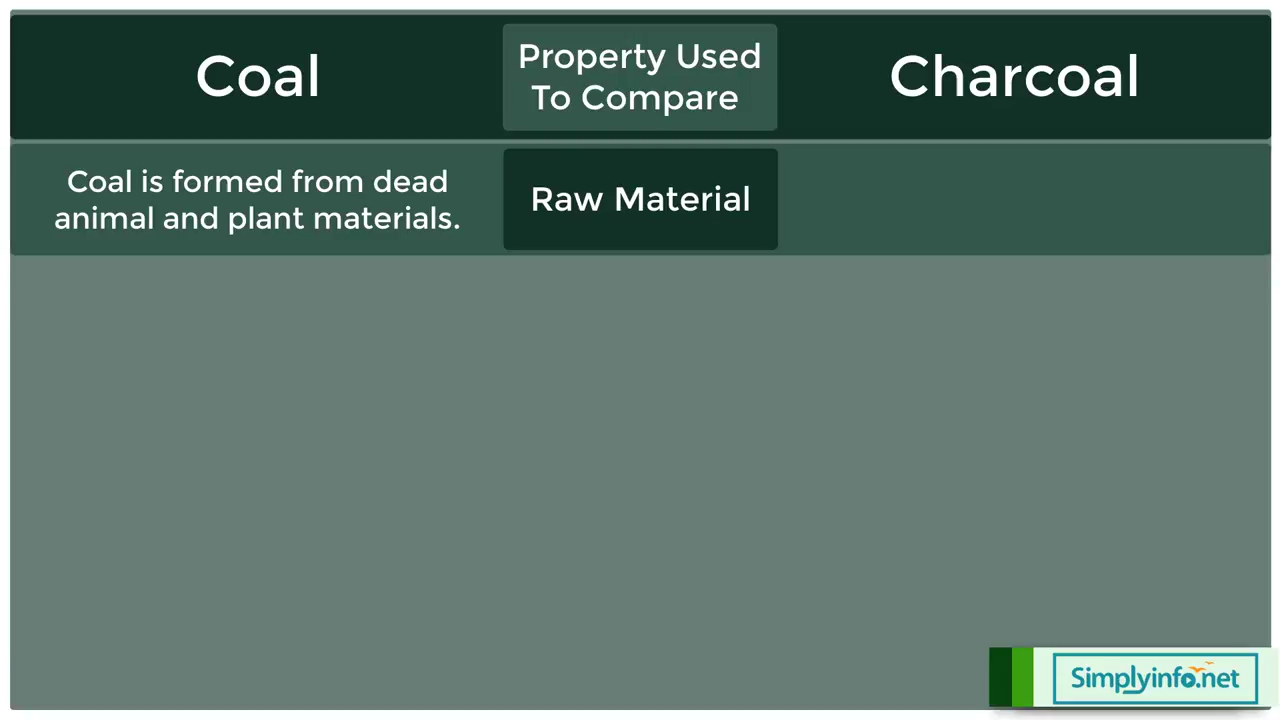 Coal
Property Used
To Compare
Charcoal
Coal is formed from dead
animal and plant materials.
Raw Material
Simplyinfo.net